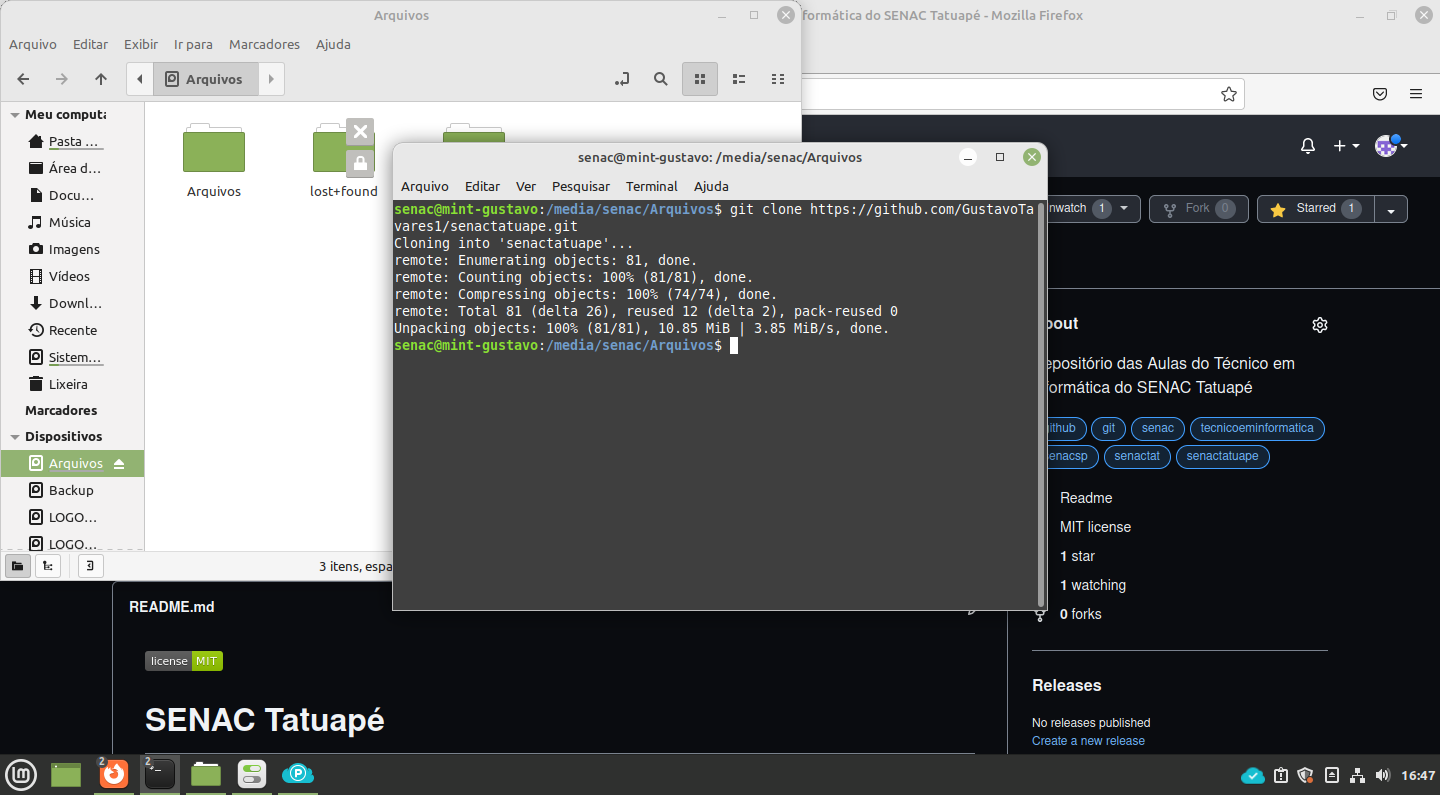 Arquivos
Arquivo Editar Exibir Ir para Marcadores Ajuda
Arquivos
Meu computa
Pasta ...
Área d...
Docu...
Música
Imagens
Vídeos
Downl...
Recente
Sistem...
Lixeira
Marcadores
Dispositivos
Arquivos
Backup
LOGO...
LOGO...
Arquivos
lost+found
3 itens, espa
formática do SENAC Tatuapé - Mozilla Firefox
senac@mint-gustavo: /media/senac/Arquivos
Arquivo Editar Ver Pesquisar Terminal Ajuda
senac@mint-gustavo:/media/senac/Arquivos$ git clone https://github.com/GustavoTa
vares1/senactatuape.git
Cloning into 'senactatuape'...
remote: Enumerating objects: 81, done.
remote: Counting objects: 100% (81/81), done.
remote: Compressing objects: 100% (74/74), done.
remote: Total 81 (delta 26), reused 12 (delta 2), pack-reused 0
Unpacking objects: 100% (81/81), 10.85 MiB | 3.85 MiB/s, done.
senac@mint-gustavo:/media/senac/Arquivos$
nwatch 1 Fork 0 Starred 1
bout
epositório das Aulas do Técnico em
formática do SENAC Tatuapé
ithub git senac tecnicoeminformatica
senacsp senactat senactatuape
Readme
MIT license
1 star
1 watching
0 forks
Releases
No releases published
Create a new release
README.md
license MIT
SENAC Tatuapé
lm 2 2 P 16:47